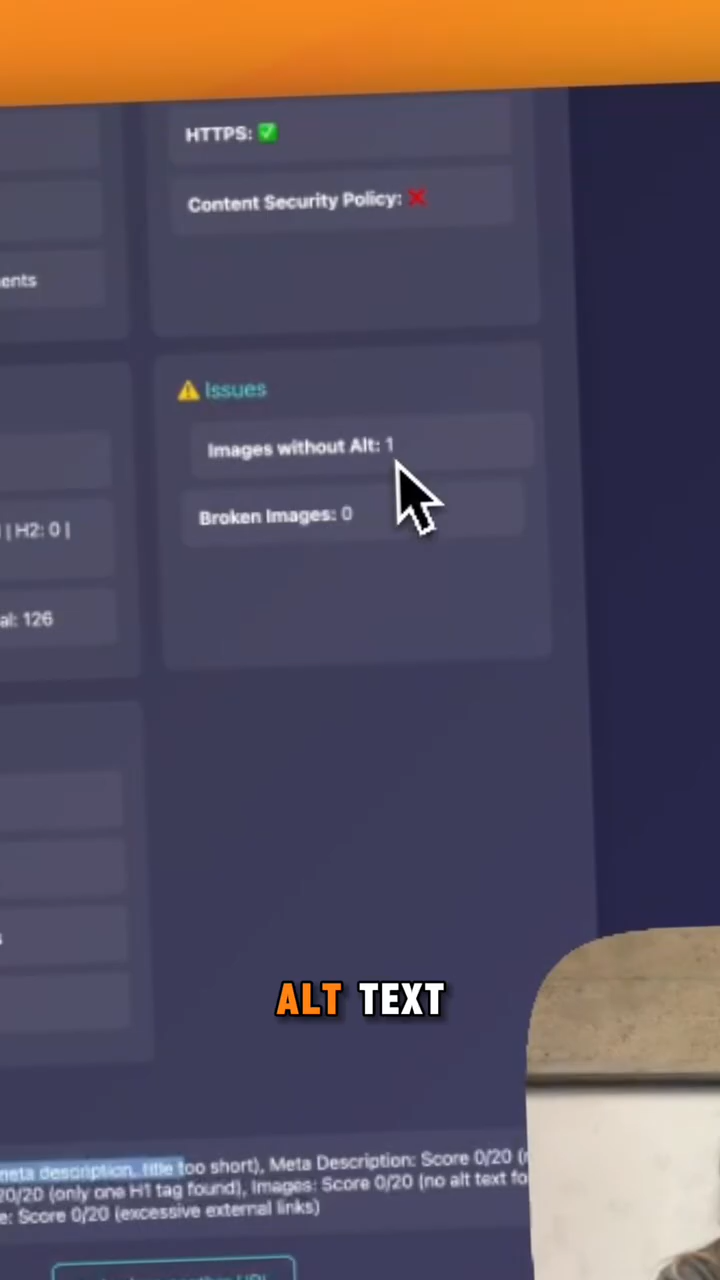 HTTPS: ✅
Content Security Policy: ❌
ents
⚠️ Issues
Images without Alt: 1
| H2: 0 |
Broken Images: 0
al: 126
ALT TEXT
meta description, title too short), Meta Description: Score 0/20 (
20/20 (only one H1 tag found), Images: Score 0/20 (no alt text fo
e: Score 0/20 (excessive external links)